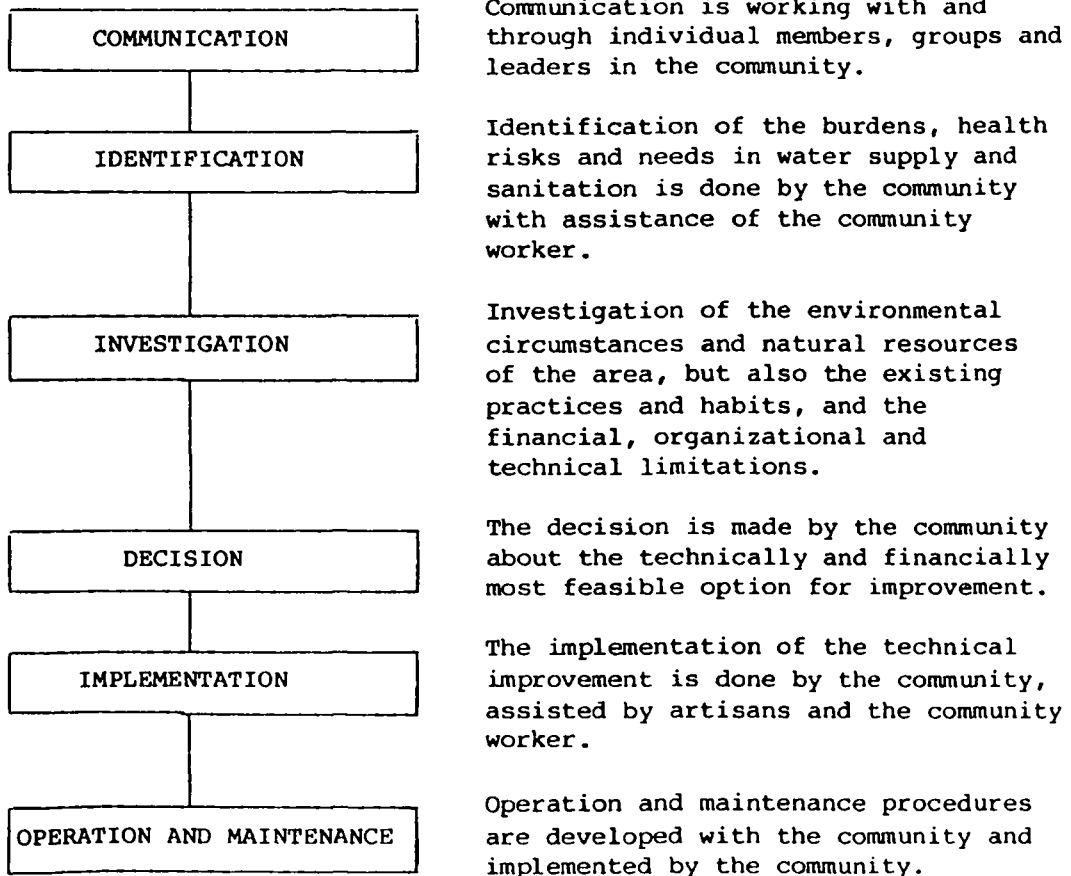 COMMUNICATION
Communication is working with and
through individual members, groups and
leaders in the community.
IDENTIFICATION
Identification of the burdens, health
risks and needs in water supply and
sanitation is done by the community
with assistance of the community
worker.
INVESTIGATION
Investigation of the environmental
circumstances and natural resources
of the area, but also the existing
practices and habits, and the
financial, organizational and
technical limitations.
DECISION
The decision is made by the community
about the technically and financially
most feasible option for improvement.
IMPLEMENTATION
The implementation of the technical
improvement is done by the community,
assisted by artisans and the community
worker.
OPERATION AND MAINTENANCE
Operation and maintenance procedures
are developed with the community and
implemented by the community.